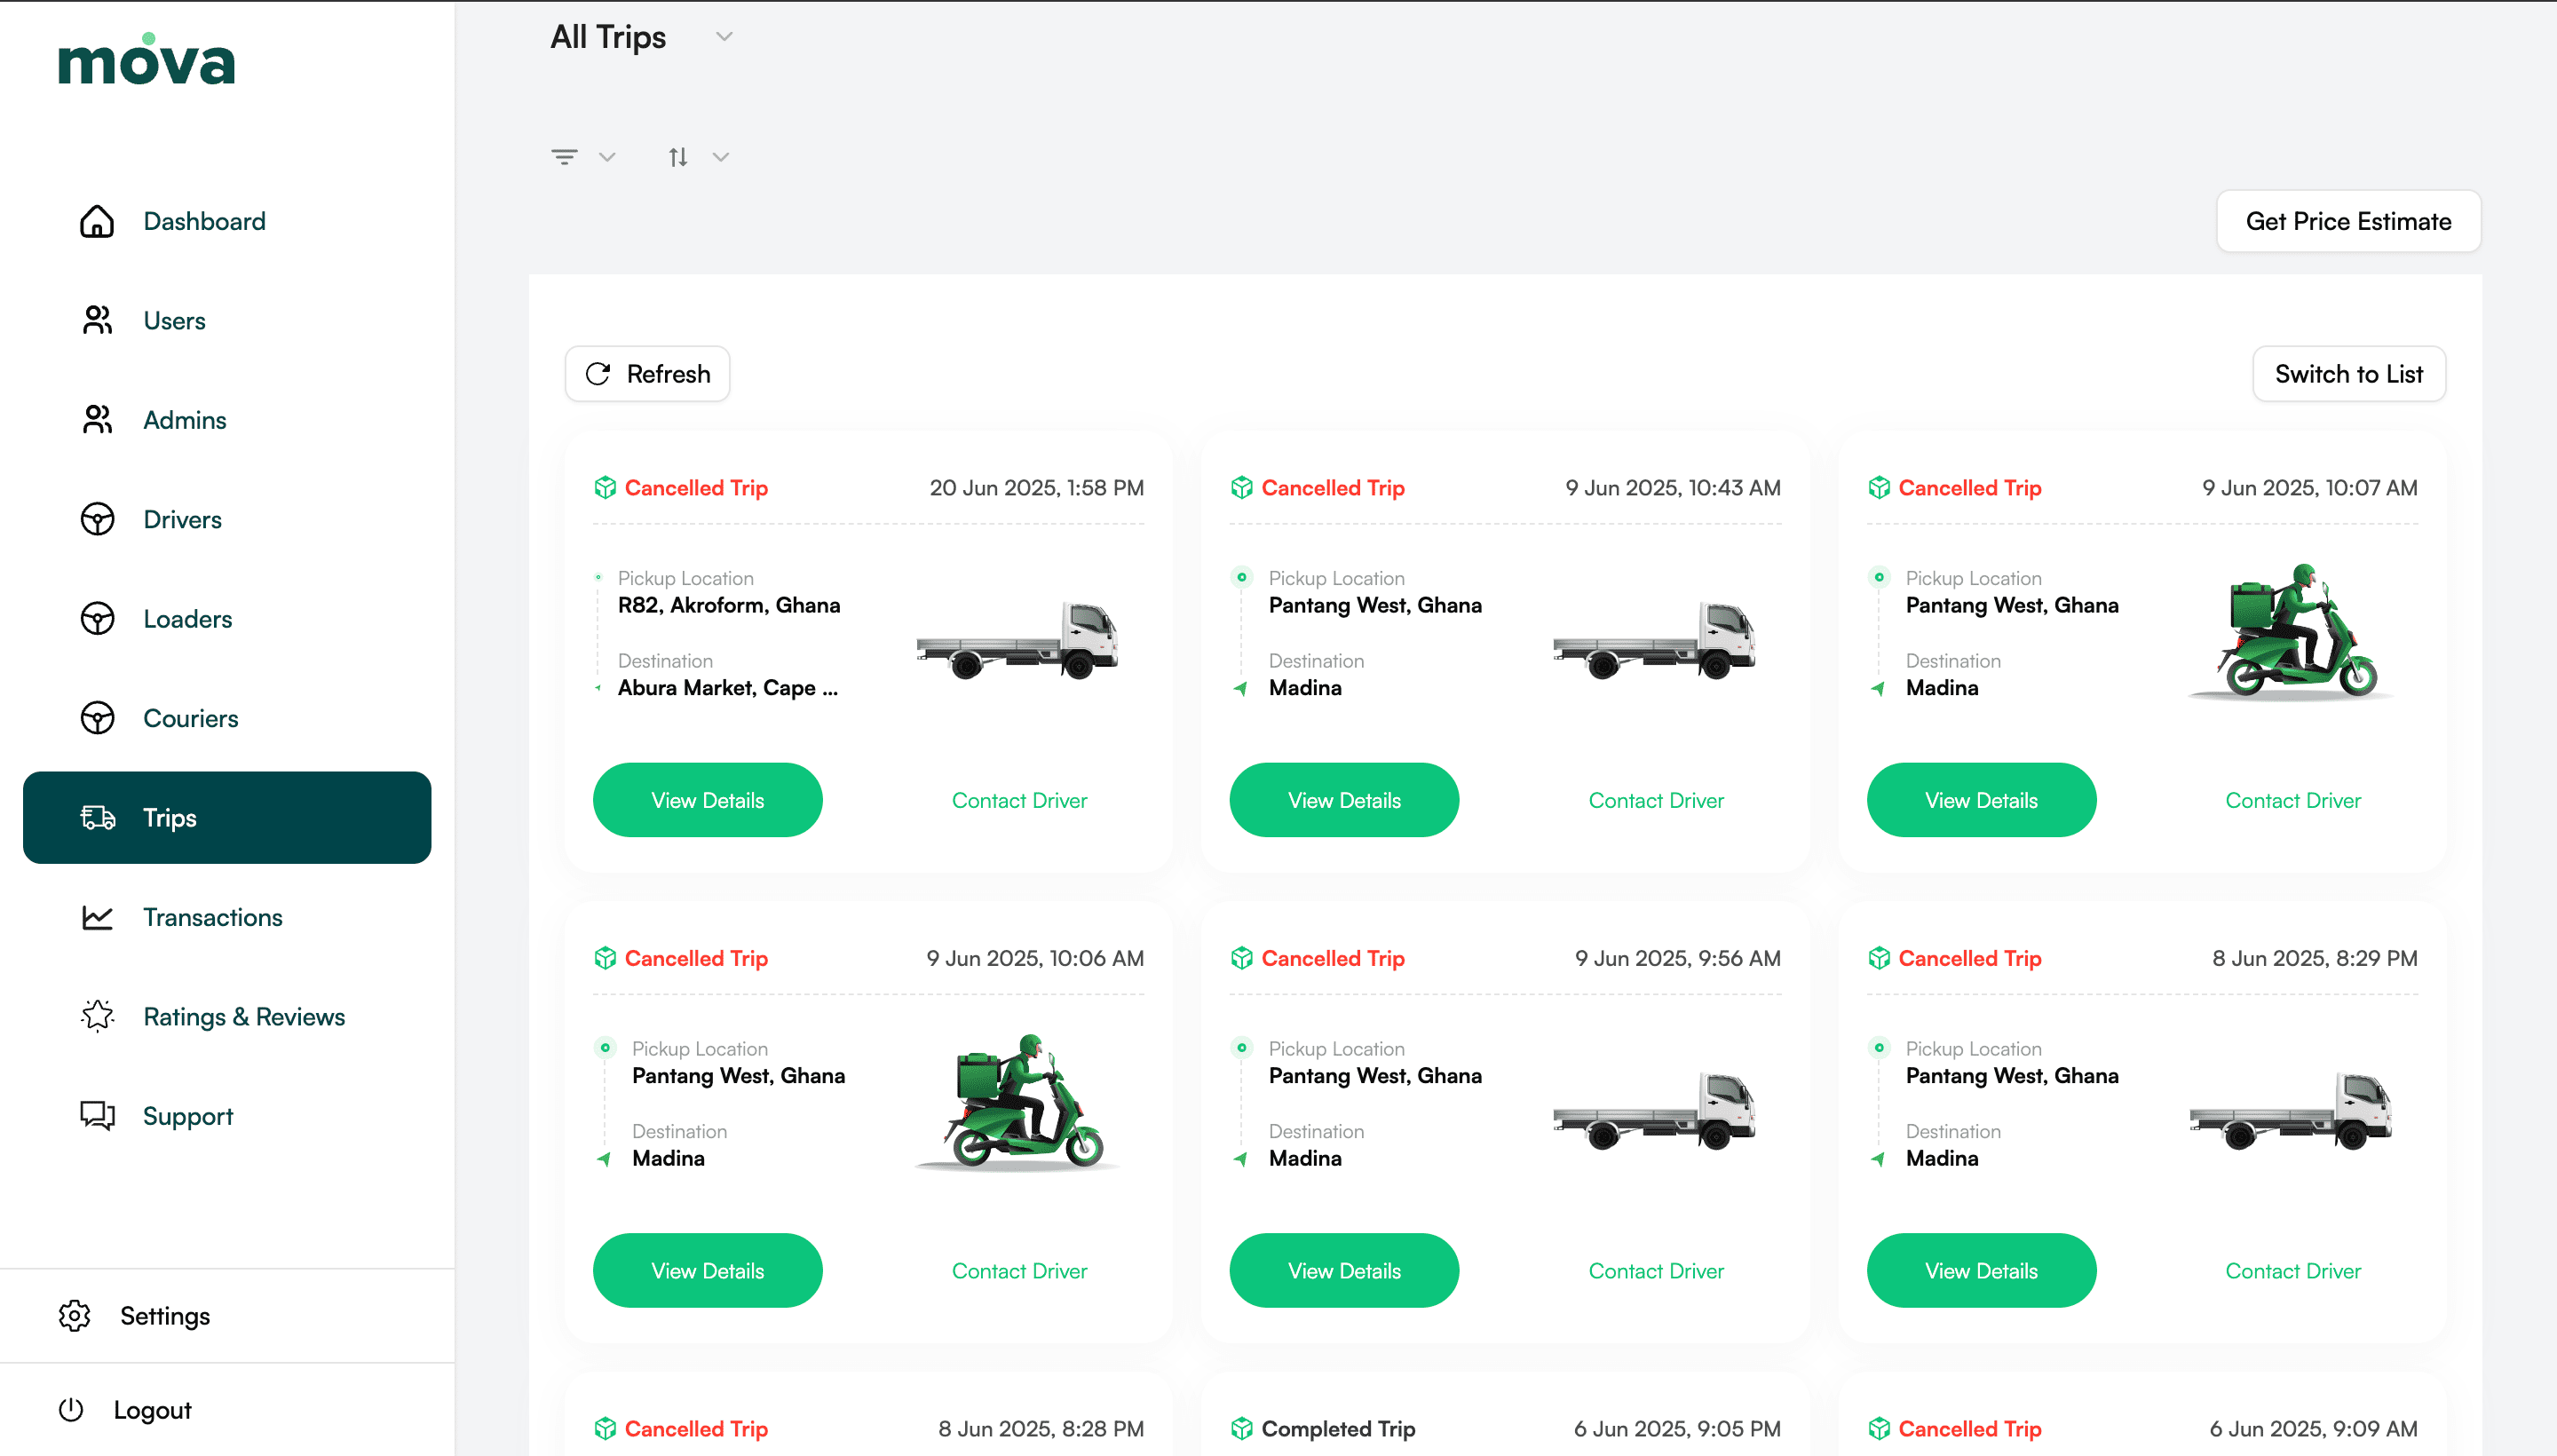 mova
Dashboard
Users
Admins
Drivers
Loaders
Couriers
Trips
Transactions
Ratings & Reviews
Support
Settings
Logout
All Trips
Get Price Estimate
Refresh
Switch to List
Cancelled Trip 20 Jun 2025, 1:58 PM
Pickup Location
R82, Akroform, Ghana
Destination
Abura Market, Cape ...
View Details Contact Driver
Cancelled Trip 9 Jun 2025, 10:43 AM
Pickup Location
Pantang West, Ghana
Destination
Madina
View Details Contact Driver
Cancelled Trip 9 Jun 2025, 10:07 AM
Pickup Location
Pantang West, Ghana
Destination
Madina
View Details Contact Driver
Cancelled Trip 9 Jun 2025, 10:06 AM
Pickup Location
Pantang West, Ghana
Destination
Madina
View Details Contact Driver
Cancelled Trip 9 Jun 2025, 9:56 AM
Pickup Location
Pantang West, Ghana
Destination
Madina
View Details Contact Driver
Cancelled Trip 8 Jun 2025, 8:29 PM
Pickup Location
Pantang West, Ghana
Destination
Madina
View Details Contact Driver
Cancelled Trip 8 Jun 2025, 8:28 PM
Completed Trip 6 Jun 2025, 9:05 PM
Cancelled Trip 6 Jun 2025, 9:09 AM